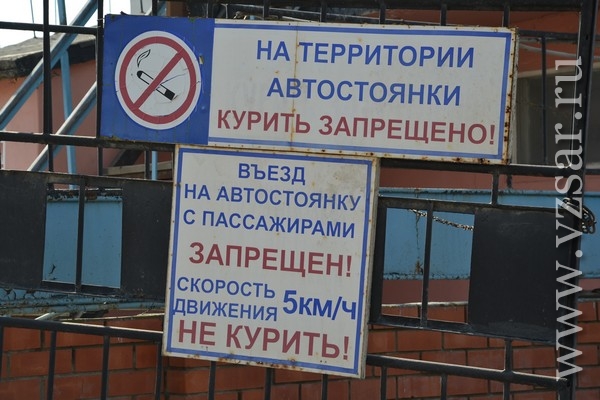 НА ТЕРРИТОРИИ
АВТОСТОЯНКИ
КУРИТЬ ЗАПРЕЩЕНО!
ВЪЕЗД
НА АВТОСТОЯНКУ
С ПАССАЖИРАМИ
ЗАПРЕЩЕН!
СКОРОСТЬ
ДВИЖЕНИЯ 5КМ/Ч
НЕ КУРИТЬ!
www.vzsar.ru